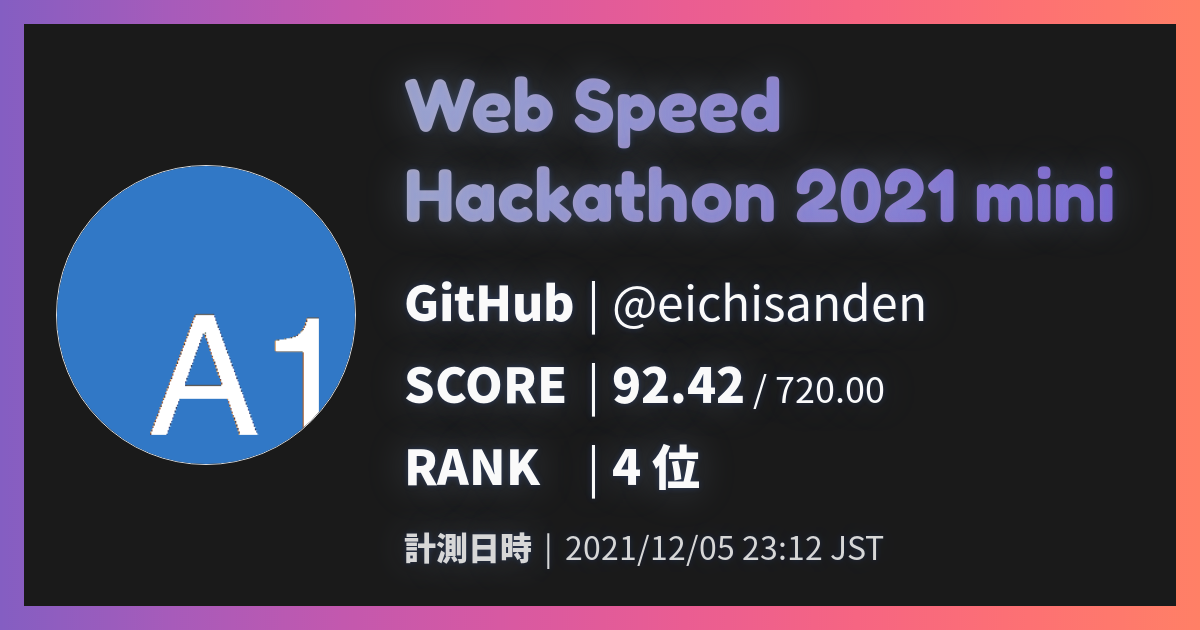 Web Speed
Hackathon 2021 mini
A1
GitHub | @eichisanden
SCORE | 92.42 / 720.00
RANK | 4 位
計測日時 | 2021/12/05 23:12 JST